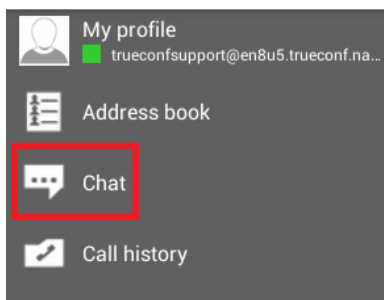 My profile
trueconfsupport@en8u5.trueconf.na...
Address book
Chat
Call history